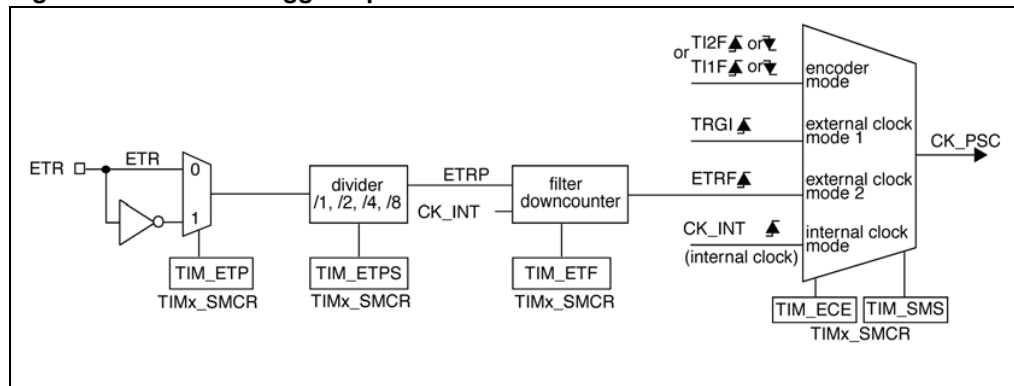 or TI2F or
TI1F or
encoder
mode
TRGI
external clock
mode 1
CK_PSC
ETR
ETR
0
1
divider
/1, /2, /4, /8
ETRP
CK_INT
filter
downcounter
ETRF
external clock
mode 2
CK_INT
(internal clock)
internal clock
mode
TIM_ETP
TIMx_SMCR
TIM_ETPS
TIMx_SMCR
TIM_ETF
TIMx_SMCR
TIM_ECE
TIM_SMS
TIMx_SMCR